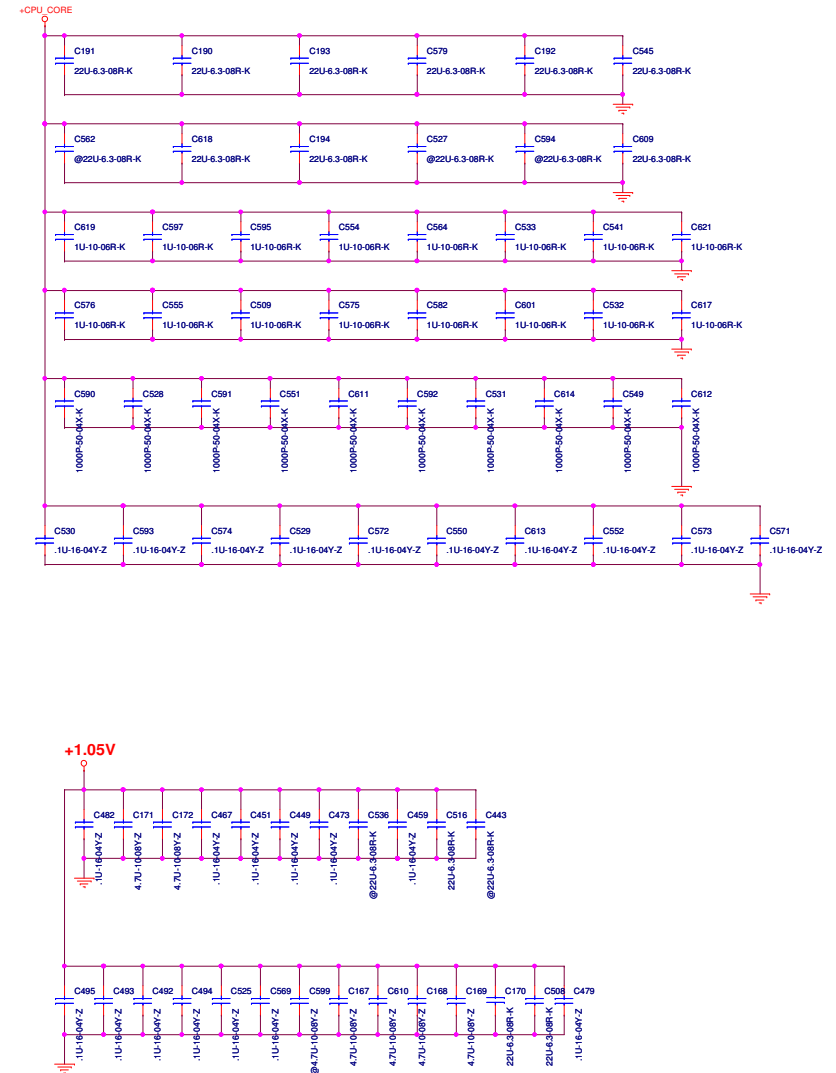 +CPU_CORE
C191 C190 C193 C579 C192 C545
22U-6.3-08R-K 22U-6.3-08R-K 22U-6.3-08R-K 22U-6.3-08R-K 22U-6.3-08R-K 22U-6.3-08R-K
C562 C618 C194 C527 C594 C609
@22U-6.3-08R-K 22U-6.3-08R-K 22U-6.3-08R-K @22U-6.3-08R-K @22U-6.3-08R-K 22U-6.3-08R-K
C619 C597 C595 C554 C564 C533 C541 C621
1U-10-06R-K 1U-10-06R-K 1U-10-06R-K 1U-10-06R-K 1U-10-06R-K 1U-10-06R-K 1U-10-06R-K 1U-10-06R-K
C576 C555 C509 C575 C582 C601 C532 C617
1U-10-06R-K 1U-10-06R-K 1U-10-06R-K 1U-10-06R-K 1U-10-06R-K 1U-10-06R-K 1U-10-06R-K 1U-10-06R-K
C590 C528 C591 C551 C611 C592 C531 C614 C549 C612
1000P-50-04X-K 1000P-50-04X-K 1000P-50-04X-K 1000P-50-04X-K 1000P-50-04X-K 1000P-50-04X-K 1000P-50-04X-K 1000P-50-04X-K 1000P-50-04X-K 1000P-50-04X-K
C530 C593 C574 C529 C572 C550 C613 C552 C573 C571
.1U-16-04Y-Z .1U-16-04Y-Z .1U-16-04Y-Z .1U-16-04Y-Z .1U-16-04Y-Z .1U-16-04Y-Z .1U-16-04Y-Z .1U-16-04Y-Z .1U-16-04Y-Z .1U-16-04Y-Z
+1.05V
C482 C171 C172 C467 C451 C449 C473 C536 C459 C516 C443
.1U-16-04Y-Z 4.7U-10-08Y-Z 4.7U-10-08Y-Z .1U-16-04Y-Z .1U-16-04Y-Z .1U-16-04Y-Z .1U-16-04Y-Z @22U-6.3-08R-K .1U-16-04Y-Z 22U-6.3-08R-K @22U-6.3-08R-K
C495 C493 C492 C494 C525 C569 C599 C167 C610 C168 C169 C170 C508 C479
.1U-16-04Y-Z .1U-16-04Y-Z .1U-16-04Y-Z .1U-16-04Y-Z .1U-16-04Y-Z .1U-16-04Y-Z @4.7U-10-08Y-Z 4.7U-10-08Y-Z 4.7U-10-08Y-Z 4.7U-10-08Y-Z 4.7U-10-08Y-Z 22U-6.3-08R-K 22U-6.3-08R-K .1U-16-04Y-Z